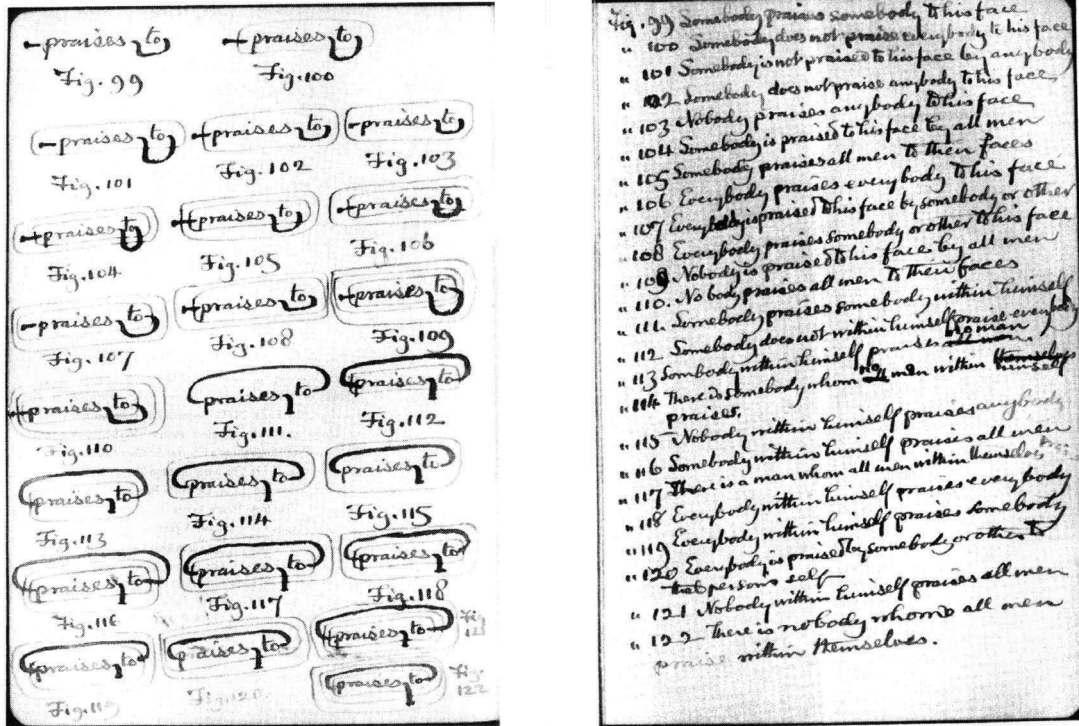 praises to praises to
Fig. 99 Fig. 100
praises to praises to praises to
Fig. 101 Fig. 102 Fig. 103
praises to praises to praises to
Fig. 104 Fig. 105 Fig. 106
praises to praises to praises to
Fig. 107 Fig. 108 Fig. 109
praises to praises to praises to
Fig. 110 Fig. 111. Fig. 112
praises to praises to praises to
Fig. 113 Fig. 114 Fig. 115
praises to praises to praises to
Fig. 116 Fig. 117 Fig. 118
praises to praises to praises to Fig. 121
Fig. 119 Fig. 120 praises to Fig. 122
Fig. 99 Somebody praises somebody to his face
" 100 Somebody does not praise everybody to his face
" 101 Somebody is not praised to his face by anybody
" 102 Somebody does not praise anybody to his face
" 103 Nobody praises anybody to his face
" 104 Somebody is praised to his face by all men
" 105 Somebody praises all men to their faces
" 106 Everybody praises everybody to his face
" 107 Everybody is praised to his face by somebody or other
" 108 Everybody praises somebody or other to his face
" 109 Nobody is praised to his face by all men
" 110. Nobody praises all men to their faces
" 111. Somebody praises somebody within himself
" 112 Somebody does not within himself praise everybody
" 113 Sombody within himself praises no man
" 114 There is somebody whom no man within himself
praises.
" 115 Nobody within himself praises anybody
" 116 Somebody within himself praises all men
" 117 There is a man whom all men within themselves
" 118 Everybody within himself praises everybody
" 119 Everybody within himself praises somebody
" 120 Everybody is praised by somebody or other to
that persons self
" 121 Nobody within himself praises all men
" 122 There is nobody whom all men
praise within themselves.